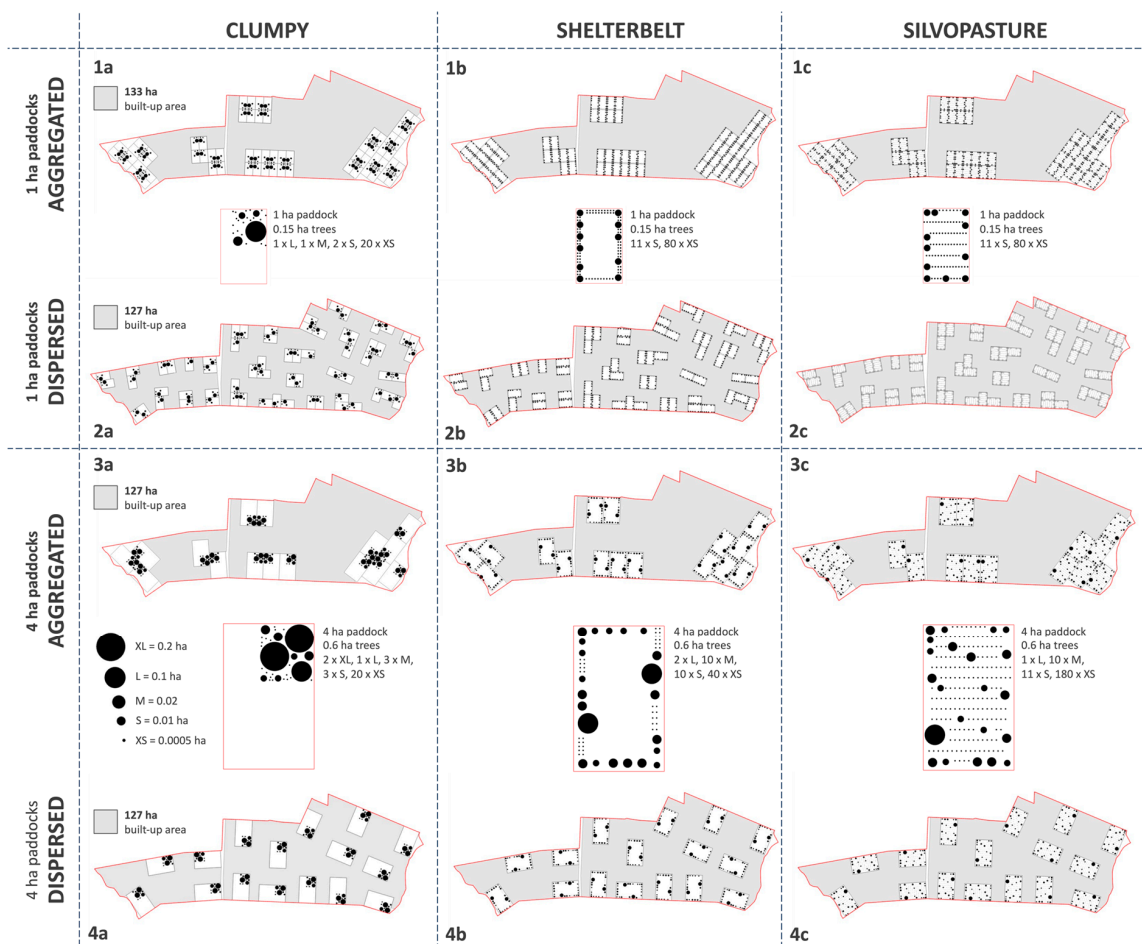 CLUMPY
SHELTERBELT
SILVOPASTURE
1 ha paddocks
AGGREGATED
1a
133 ha
built-up area
1b
1c
1 ha paddock
0.15 ha trees
1 x L, 1 x M, 2 x S, 20 x XS
1 ha paddock
0.15 ha trees
11 x S, 80 x XS
1 ha paddock
0.15 ha trees
11 x S, 80 x XS
1 ha paddocks
DISPERSED
127 ha
built-up area
2a
2b
2c
4 ha paddocks
AGGREGATED
3a
127 ha
built-up area
3b
3c
XL = 0.2 ha
L = 0.1 ha
M = 0.02
S = 0.01 ha
XS = 0.0005 ha
4 ha paddock
0.6 ha trees
2 x XL, 1 x L, 3 x M,
3 x S, 20 x XS
4 ha paddock
0.6 ha trees
2 x L, 10 x M,
10 x S, 40 x XS
4 ha paddock
0.6 ha trees
1 x L, 10 x M,
11 x S, 180 x XS
4 ha paddocks
DISPERSED
127 ha
built-up area
4a
4b
4c